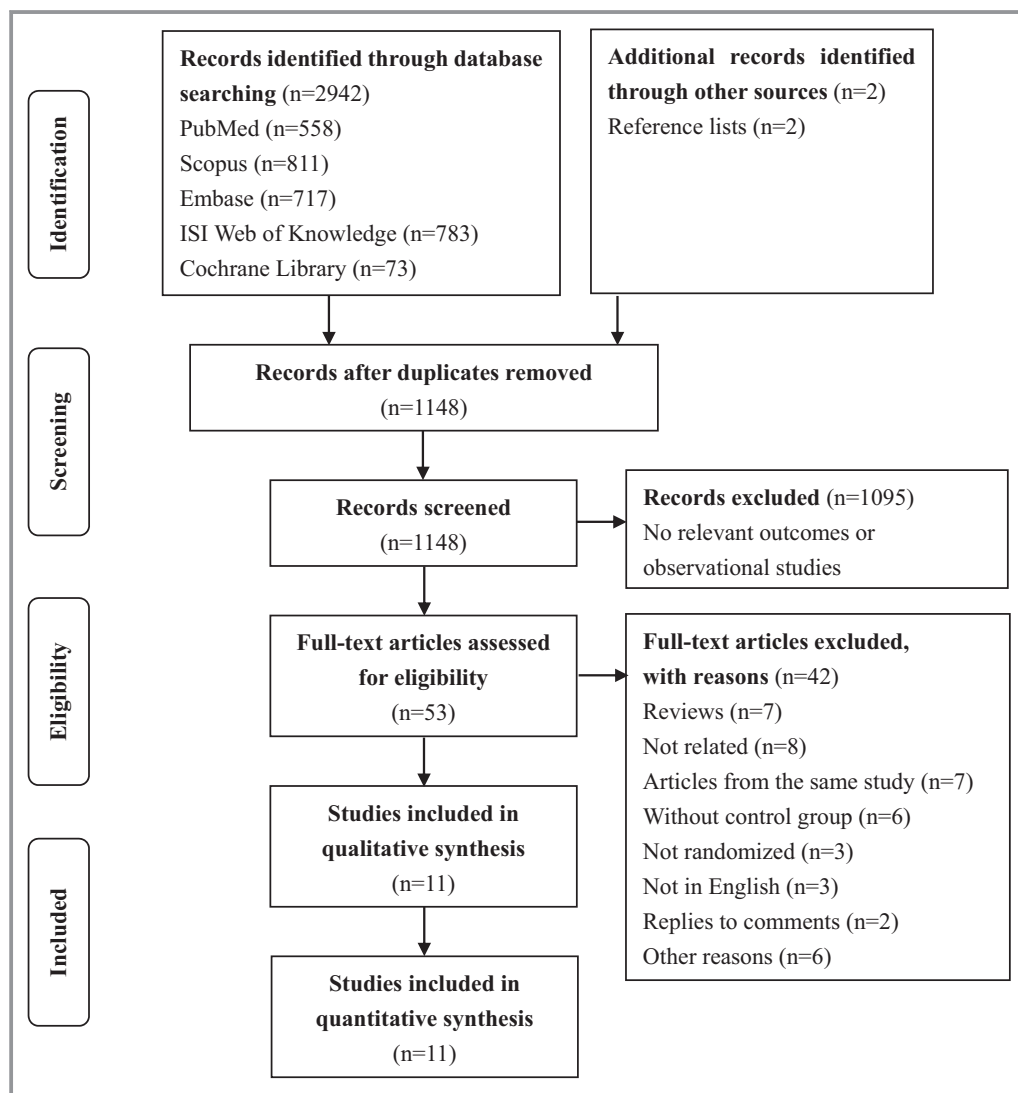 Identification
Records identified through database
searching (n=2942)
PubMed (n=558)
Scopus (n=811)
Embase (n=717)
ISI Web of Knowledge (n=783)
Cochrane Library (n=73)
Additional records identified
through other sources (n=2)
Reference lists (n=2)
Screening
Records after duplicates removed
(n=1148)
Records screened
(n=1148)
Records excluded (n=1095)
No relevant outcomes or
observational studies
Eligibility
Full-text articles assessed
for eligibility
(n=53)
Full-text articles excluded,
with reasons (n=42)
Reviews (n=7)
Not related (n=8)
Articles from the same study (n=7)
Without control group (n=6)
Not randomized (n=3)
Not in English (n=3)
Replies to comments (n=2)
Other reasons (n=6)
Included
Studies included in
qualitative synthesis
(n=11)
Studies included in
quantitative synthesis
(n=11)